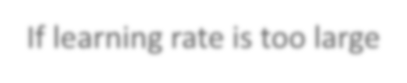 If learning rate is too large